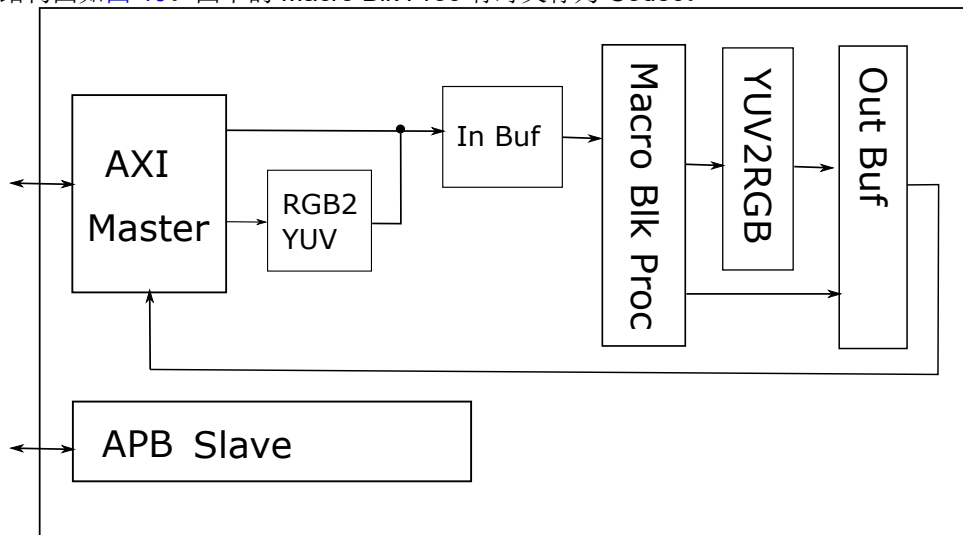 AXI
Master
RGB2
YUV
In Buf
Macro Blk Proc
YUV2RGB
Out Buf
APB Slave